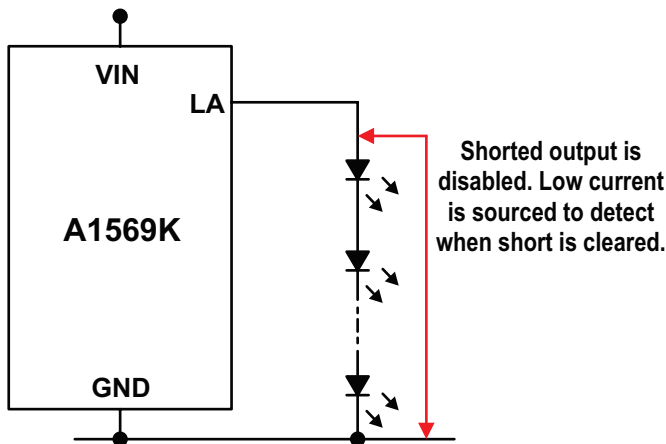 VIN
LA
A1569K
GND
Shorted output is
disabled. Low current
is sourced to detect
when short is cleared.